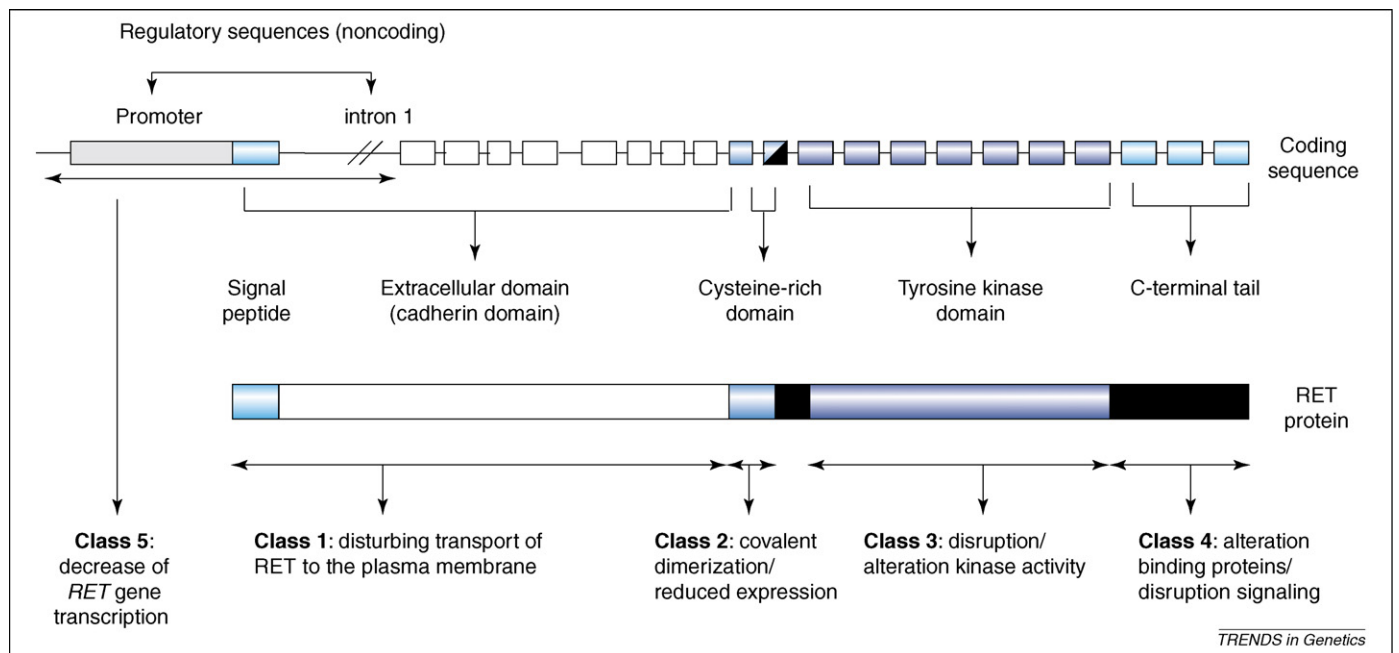 Regulatory sequences (noncoding)
Promoter
intron 1
Coding
sequence
Signal
peptide
Extracellular domain
(cadherin domain)
Cysteine-rich
domain
Tyrosine kinase
domain
C-terminal tail
RET
protein
Class 5:
decrease of
RET gene
transcription
Class 1: disturbing transport of
RET to the plasma membrane
Class 2: covalent
dimerization/
reduced expression
Class 3: disruption/
alteration kinase activity
Class 4: alteration
binding proteins/
disruption signaling
TRENDS in Genetics